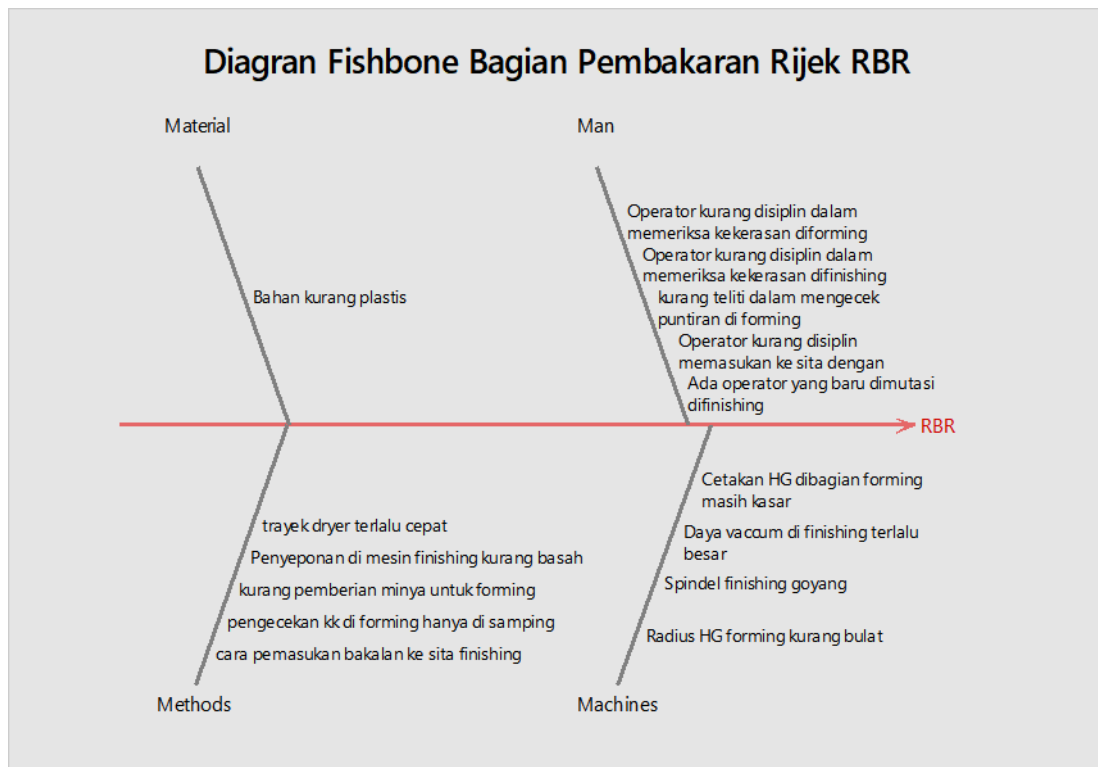 Diagran Fishbone Bagian Pembakaran Rijek RBR
Material
Man
Operator kurang disiplin dalam
memeriksa kekerasan diforming
Operator kurang disiplin dalam
memeriksa kekerasan difinishing
kurang teliti dalam mengecek
puntiran di forming
Operator kurang disiplin
memasukan ke sita dengan
Ada operator yang baru dimutasi
difinishing
Bahan kurang plastis
RBR
Cetakan HG dibagian forming
masih kasar
Daya vaccum di finishing terlalu
besar
Spindel finishing goyang
Radius HG forming kurang bulat
trayek dryer terlalu cepat
Penyeponan di mesin finishing kurang basah
kurang pemberian minya untuk forming
pengecekan kk di forming hanya di samping
cara pemasukan bakalan ke sita finishing
Methods
Machines